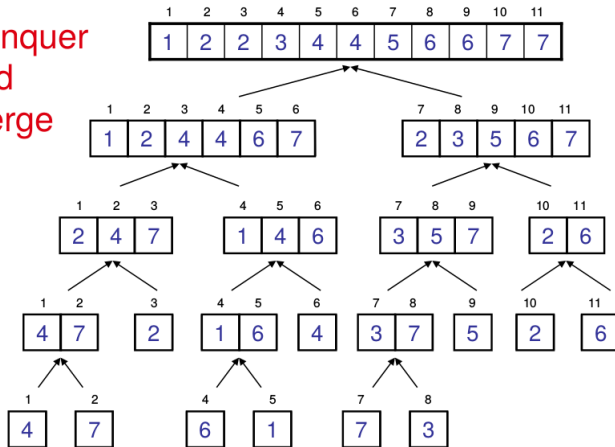 nquer
d
erge
1 2 3 4 5 6 7 8 9 10 11
1 2 2 3 4 4 5 6 6 7 7
1 2 3 4 5 6 7 8 9 10 11
1 2 4 4 6 7 2 3 5 6 7
1 2 3 4 5 6 7 8 9 10 11
2 4 7 1 4 6 3 5 7 2 6
1 2 3 4 5 6 7 8 9 10 11
4 7 2 1 6 4 3 7 5 2 6
1 2 4 5 7 8
4 7 6 1 7 3